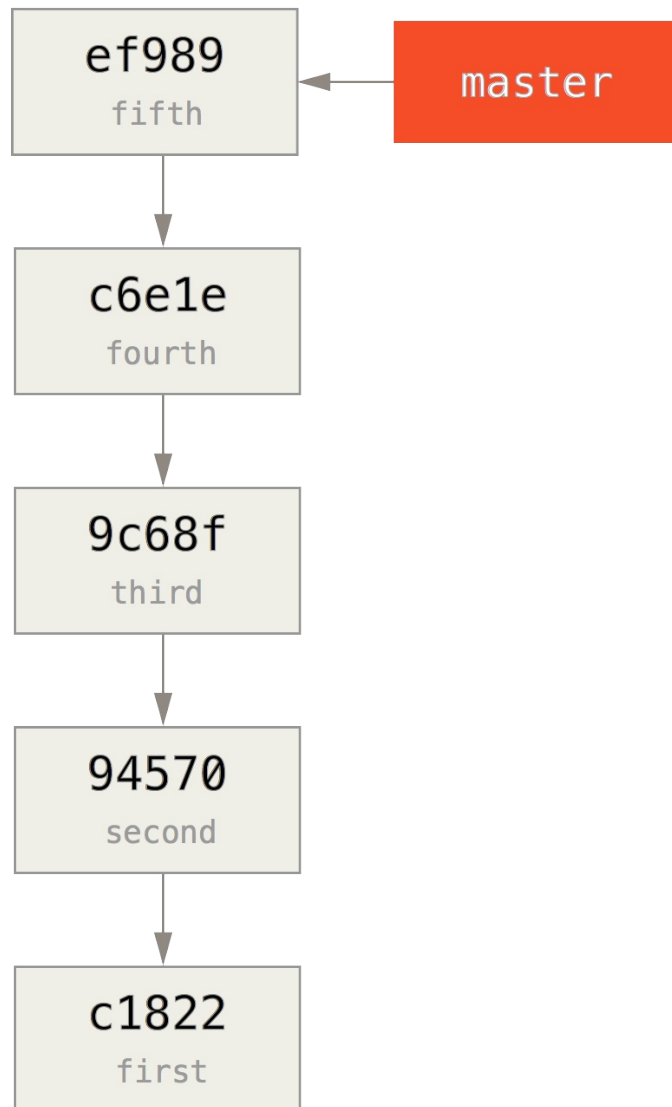 ef989
fifth
master
c6e1e
fourth
9c68f
third
94570
second
c1822
first